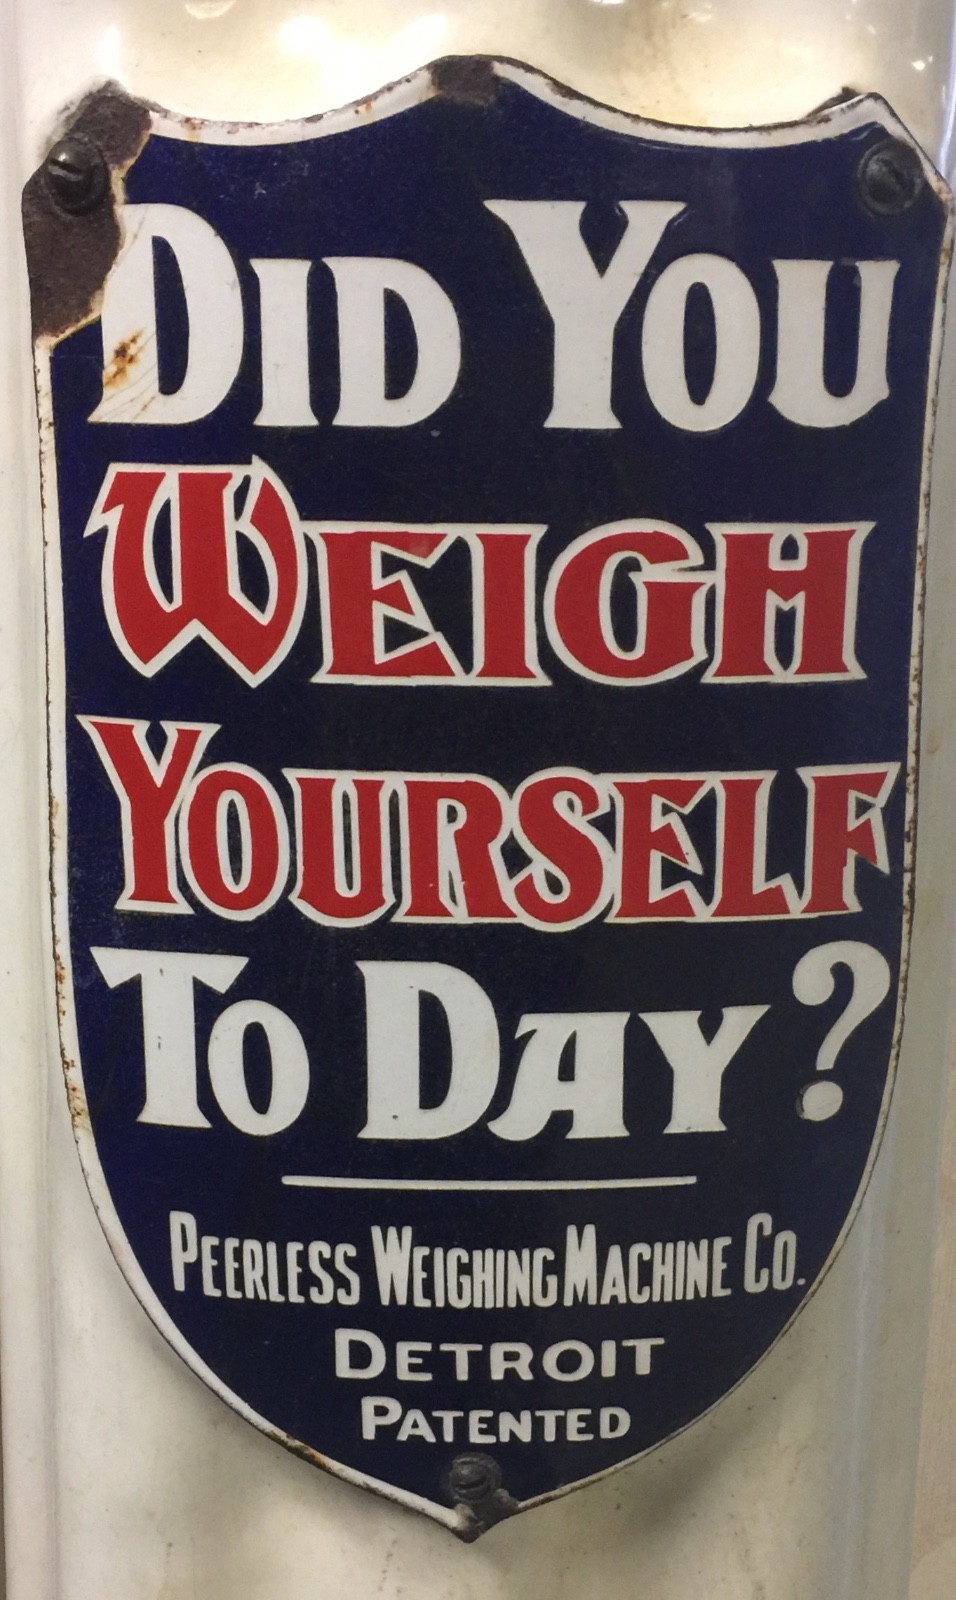 DID YOU
WEIGH
YOURSELF
TO DAY?
PEERLESS WEIGHING MACHINE CO.
DETROIT
PATENTED